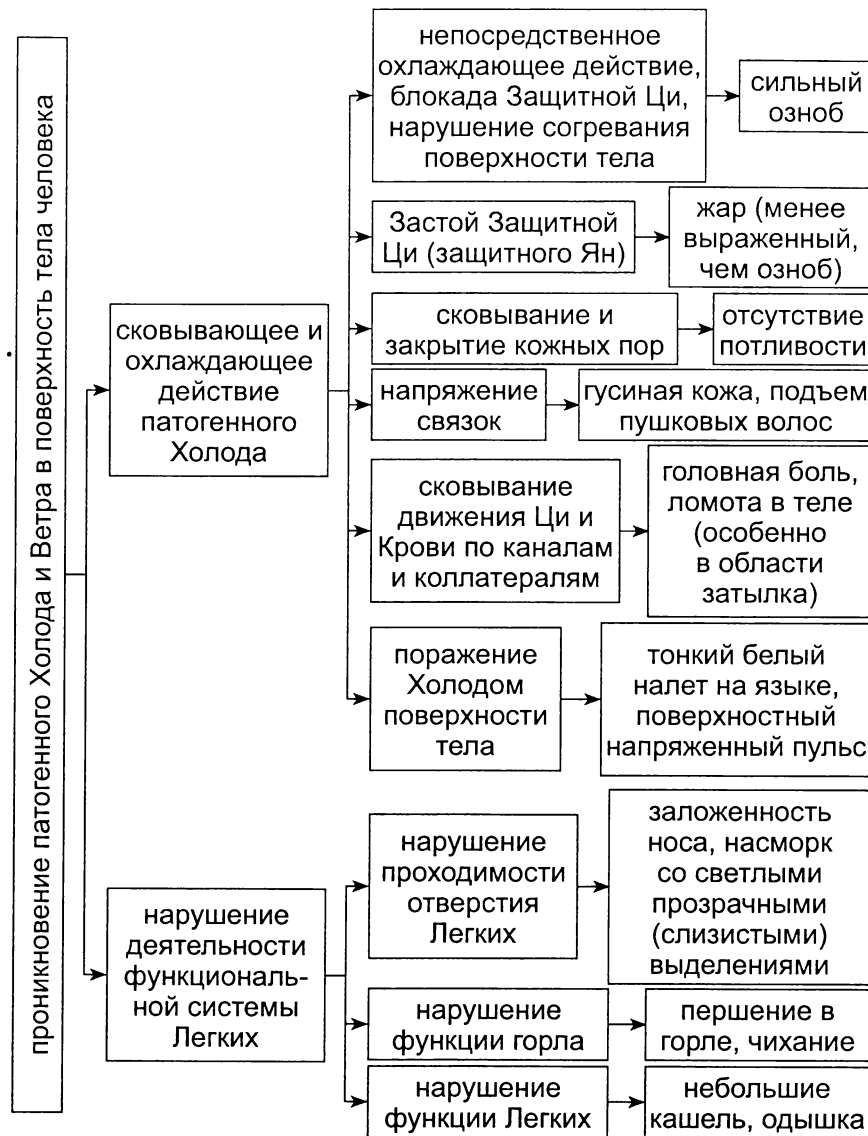 проникновение патогенного Холода и Ветра в поверхность тела человека
сковывающее и
охлаждающее
действие
патогенного
Холода
непосредственное
охлаждающее действие,
блокада Защитной Ци,
нарушение согревания
поверхности тела
сильный
озноб
Застой Защитной
Ци (защитного Ян)
жар (менее
выраженный,
чем озноб)
сковывание и
закрытие кожных пор
отсутствие
потливости
напряжение
связок
гусиная кожа, подъем
пушковых волос
сковывание
движения Ци и
Крови по каналам
и коллатералям
головная боль,
ломота в теле
(особенно
в области
затылка)
поражение
Холодом
поверхности
тела
тонкий белый
налет на языке,
поверхностный
напряженный пульс
нарушение
деятельности
функциональ-
ной системы
Легких
нарушение
проходимости
отверстия
Легких
заложенность
носа, насморк
со светлыми
прозрачными
(слизистыми)
выделениями
нарушение
функции горла
першение в
горле, чихание
нарушение
функции Легких
небольшие
кашель, одышка